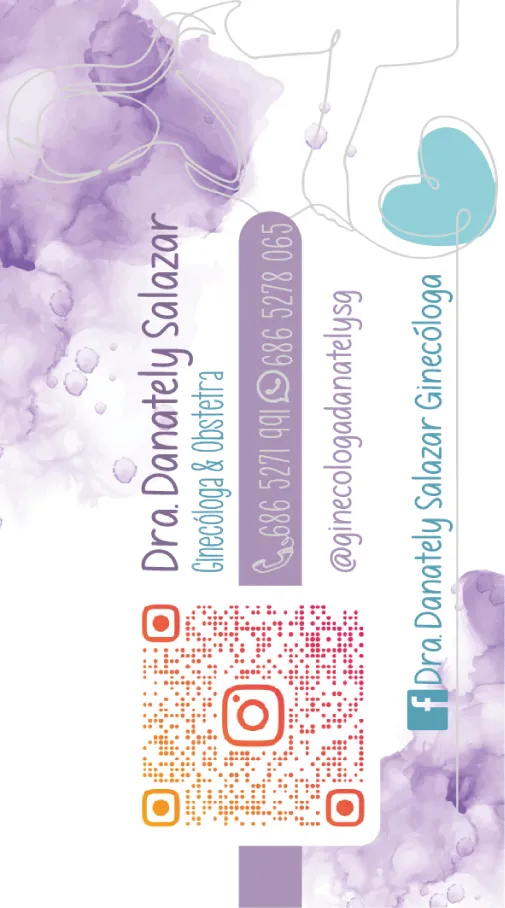 Dra. Danately Salazar
Ginecóloga & Obstetra
686 5271 991 686 5278 065
@ginecologadanatelysg
Dra. Danately Salazar Ginecóloga